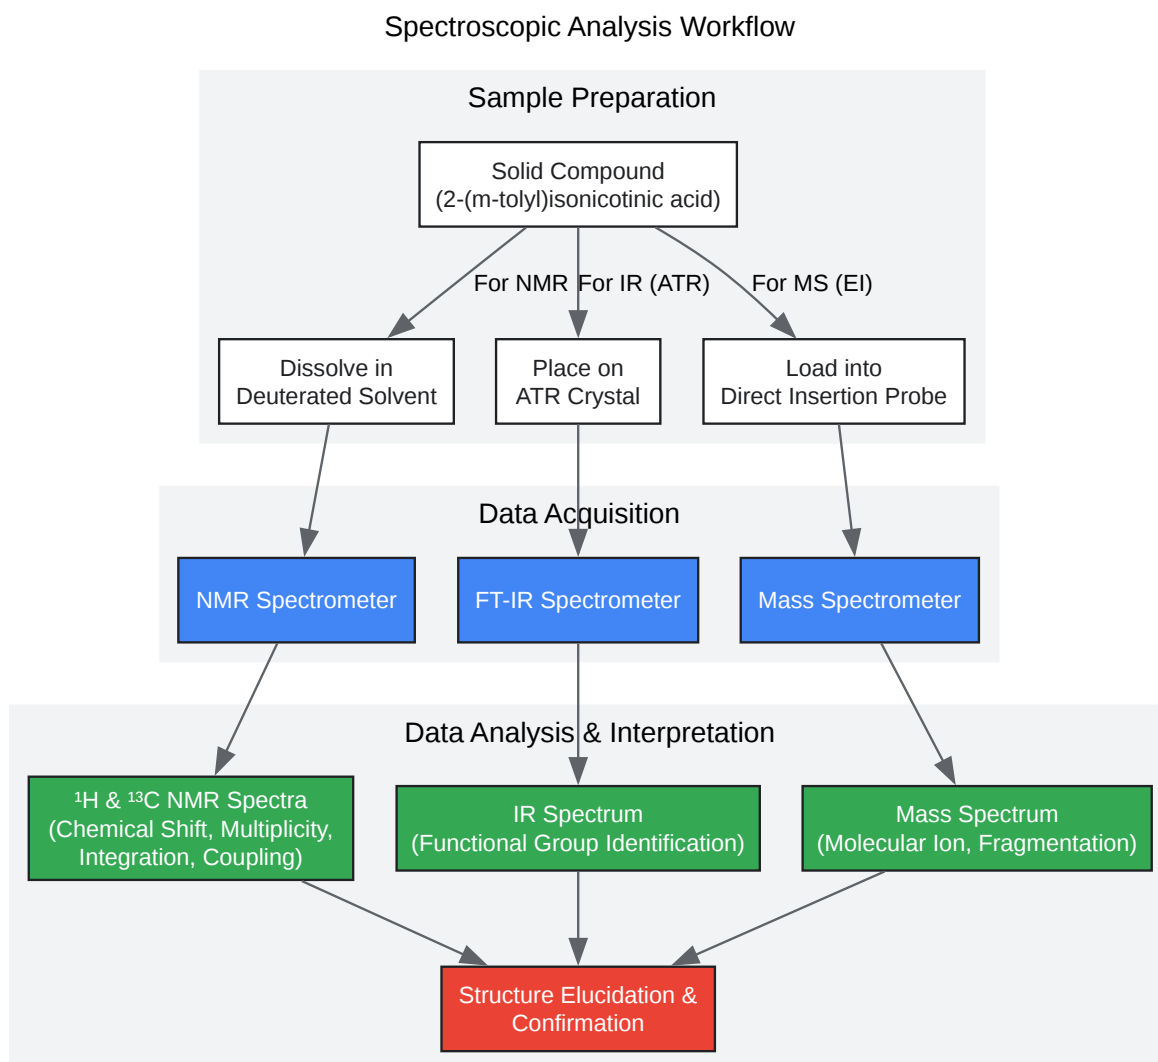 Spectroscopic Analysis Workflow
Sample Preparation
Solid Compound
(2-(m-tolyl)isonicotinic acid)
For NMR
For IR (ATR)
For MS (EI)
Dissolve in
Deuterated Solvent
Place on
ATR Crystal
Load into
Direct Insertion Probe
Data Acquisition
NMR Spectrometer
FT-IR Spectrometer
Mass Spectrometer
Data Analysis & Interpretation
¹H & ¹³C NMR Spectra
(Chemical Shift, Multiplicity,
Integration, Coupling)
IR Spectrum
(Functional Group Identification)
Mass Spectrum
(Molecular Ion, Fragmentation)
Structure Elucidation &
Confirmation